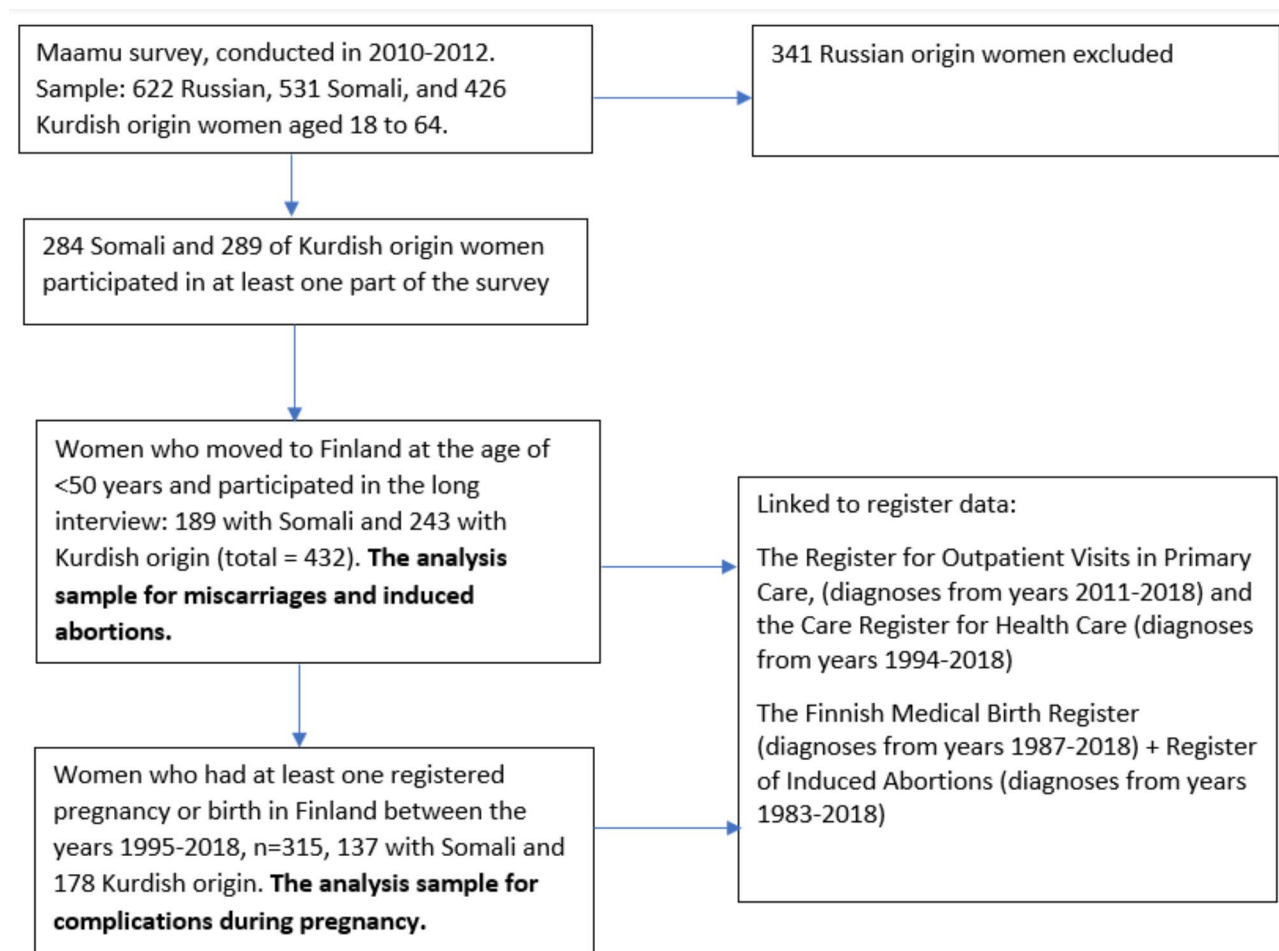 Maamu survey, conducted in 2010-2012.
Sample: 622 Russian, 531 Somali, and 426
Kurdish origin women aged 18 to 64.
341 Russian origin women excluded
284 Somali and 289 of Kurdish origin women
participated in at least one part of the survey
Women who moved to Finland at the age of
<50 years and participated in the long
interview: 189 with Somali and 243 with
Kurdish origin (total = 432). The analysis
sample for miscarriages and induced
abortions.
Linked to register data:
The Register for Outpatient Visits in Primary
Care, (diagnoses from years 2011-2018) and
the Care Register for Health Care (diagnoses
from years 1994-2018)
The Finnish Medical Birth Register
(diagnoses from years 1987-2018) + Register
of Induced Abortions (diagnoses from years
1983-2018)
Women who had at least one registered
pregnancy or birth in Finland between the
years 1995-2018, n=315, 137 with Somali and
178 Kurdish origin. The analysis sample for
complications during pregnancy.